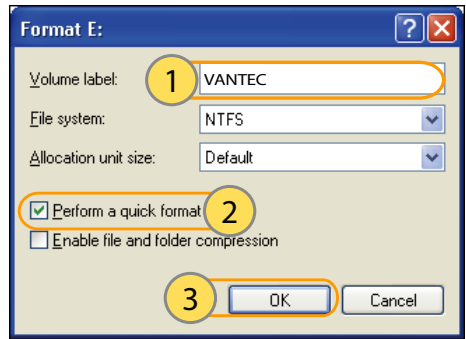 Format E:
Volume label: 1 VANTEC
File system: NTFS
Allocation unit size: Default
Perform a quick format 2
Enable file and folder compression
3 OK Cancel